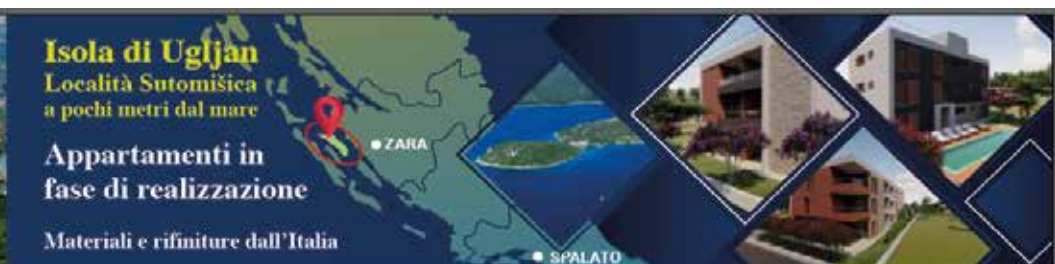 Isola di Ugljan
Località Sutomišica
a pochi metri dal mare
Appartamenti in
fase di realizzazione
Materiali e rifiniture dall'Italia
ZARA
SPALATO